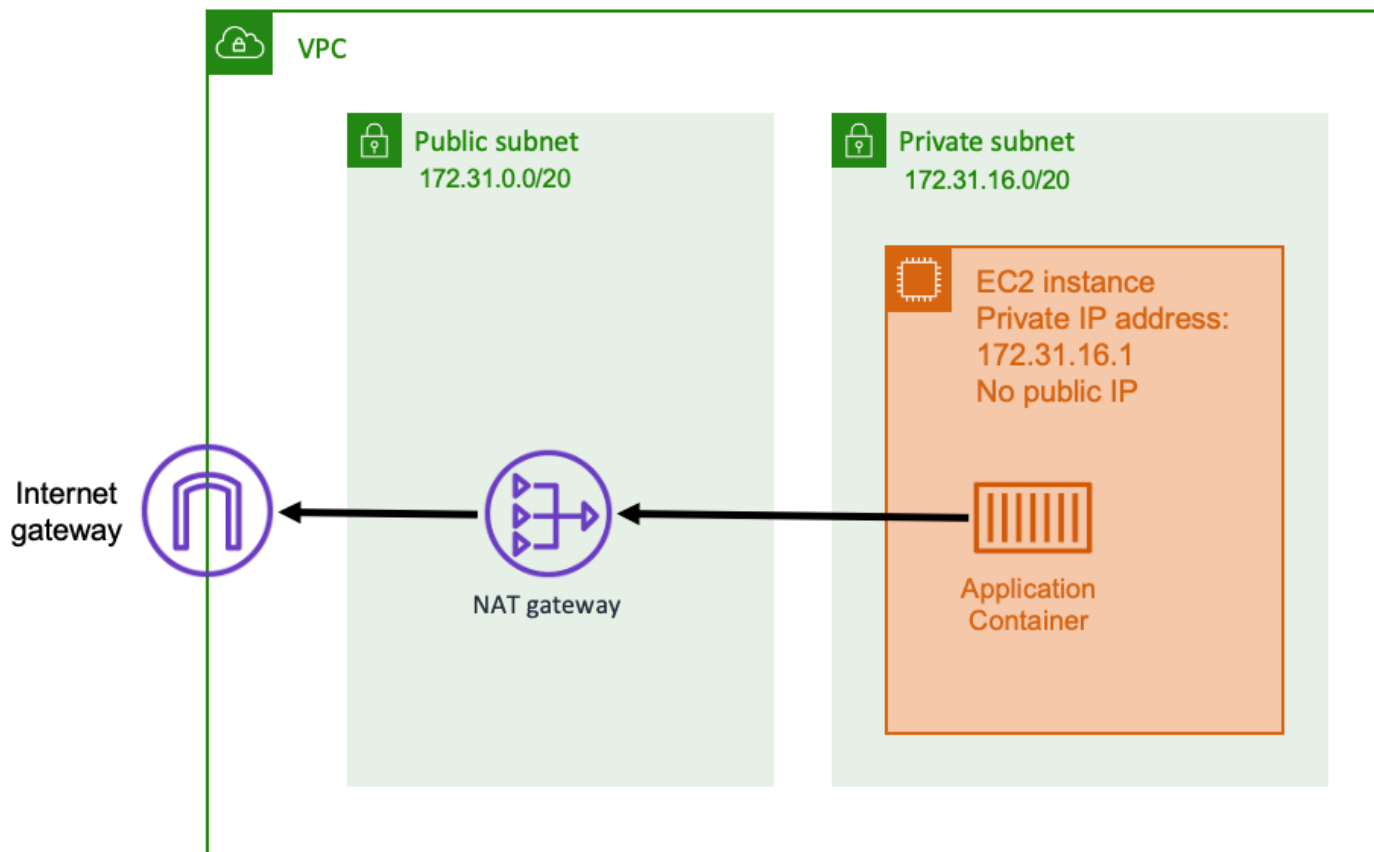 VPC
Public subnet
172.31.0.0/20
Private subnet
172.31.16.0/20
EC2 instance
Private IP address:
172.31.16.1
No public IP
Internet
gateway
NAT gateway
Application
Container